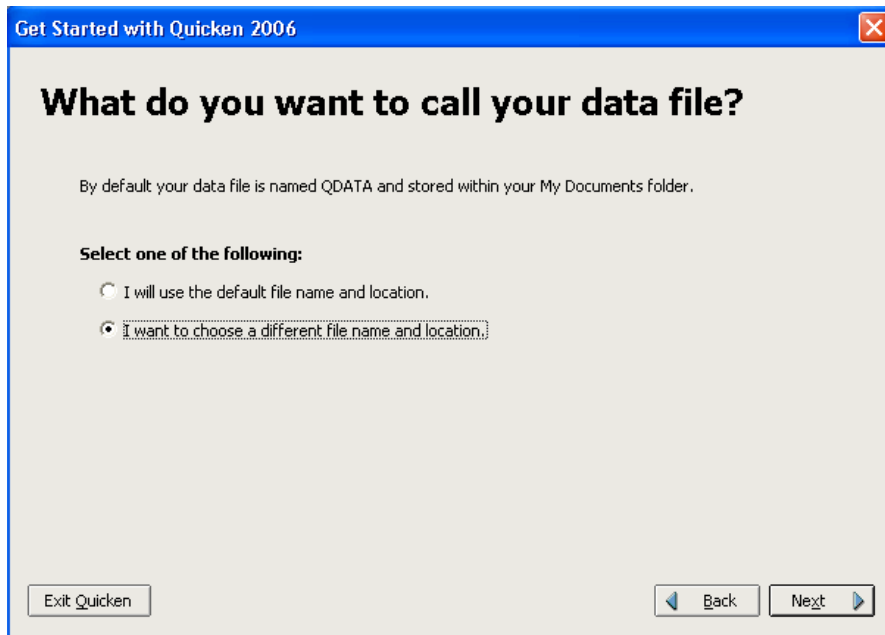 Get Started with Quicken 2006
What do you want to call your data file?
By default your data file is named QDATA and stored within your My Documents folder.
Select one of the following:
I will use the default file name and location.
I want to choose a different file name and location.
Exit Quicken
Back
Next